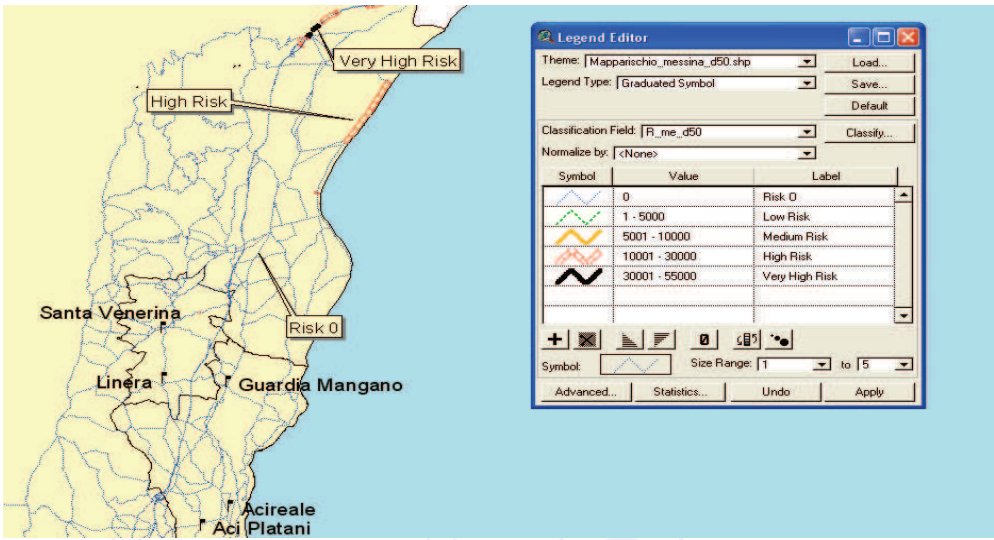 Very High Risk
High Risk
Santa Venerina
Risk 0
Linera
Guardia Mangano
Acireale
Aci Platani
Legend Editor
Theme: Mapparischio_messina_d50.shp Load...
Legend Type: Graduated Symbol Save...
Default
Classification Field: R_me_d50 Classify...
Normalize by: <None>
Symbol Value Label
0 Risk 0
1 - 5000 Low Risk
5001 - 10000 Medium Risk
10001 - 30000 High Risk
30001 - 55000 Very High Risk
Symbol: Size Range: 1 to 5
Advanced... Statistics... Undo Apply